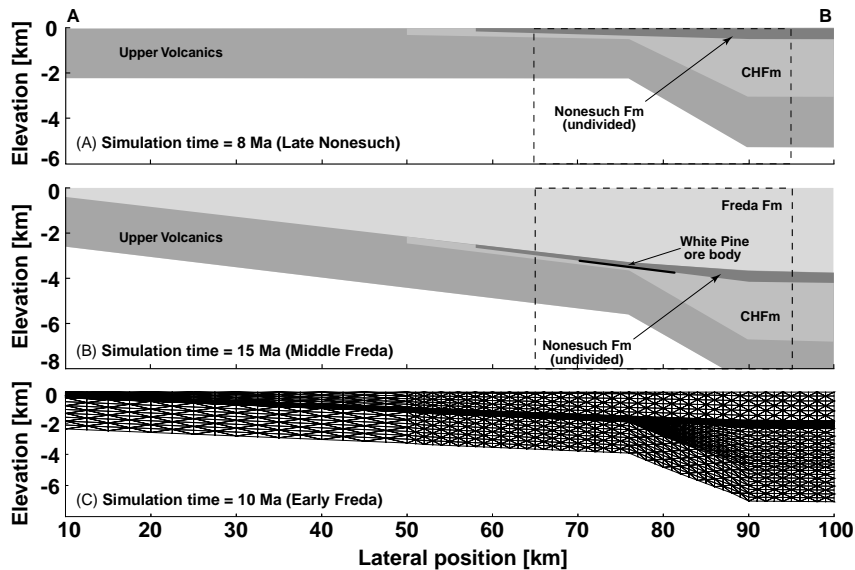 A B
0
-2
-4
-6
Elevation [km]
Upper Volcanics
CHFm
Nonesuch Fm
(undivided)
(A) Simulation time = 8 Ma (Late Nonesuch)
0
-2
-4
-6
-8
Elevation [km]
Freda Fm
Upper Volcanics
White Pine
ore body
CHFm
Nonesuch Fm
(undivided)
(B) Simulation time = 15 Ma (Middle Freda)
0
-2
-4
-6
Elevation [km]
(C) Simulation time = 10 Ma (Early Freda)
10 20 30 40 50 60 70 80 90 100
Lateral position [km]